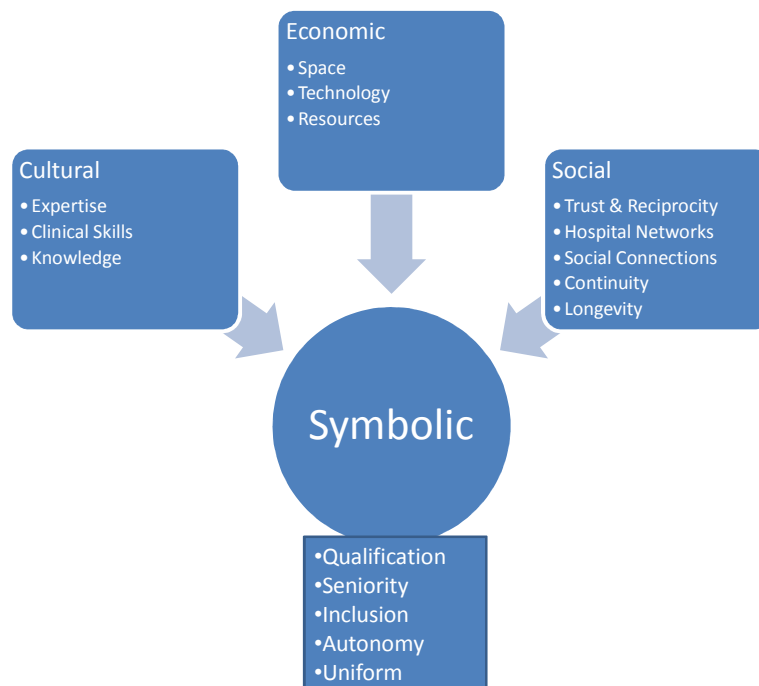 Economic
•Space
•Technology
•Resources
Cultural
•Expertise
•Clinical Skills
•Knowledge
Social
•Trust & Reciprocity
•Hospital Networks
•Social Connections
•Continuity
•Longevity
Symbolic
•Qualification
•Seniority
•Inclusion
•Autonomy
•Uniform